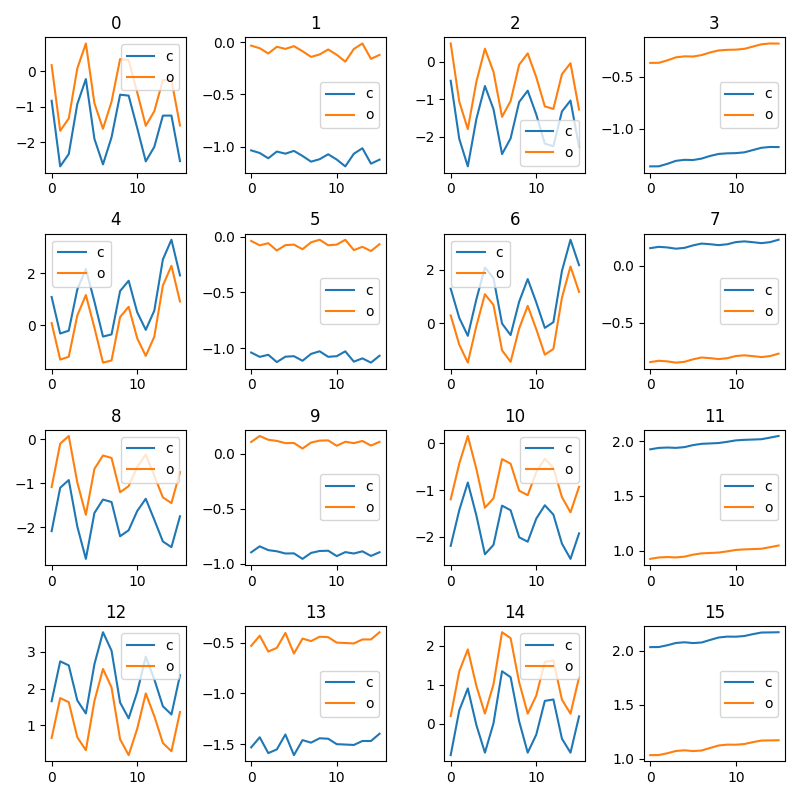 0 1 2 3
0 c 0.0 c 0 c −0.5 c
−1 o −0.5 o −1 o −1.0 o
−2 −1.0 −2
0 10 0 10 0 10 0 10
4 5 6 7
2 c 0.0 c 2 c 0.0 c
0 o −0.5 o 0 o −0.5 o
−1.0
0 10 0 10 0 10 0 10
8 9 10 11
0 c 0.0 c 0 c 2.0 c
−1 o −0.5 o −1 o 1.5 o
−2 −1.0 −2 1.0
0 10 0 10 0 10 0 10
12 13 14 15
3 c −0.5 c 2 c 2.0 c
2 o −1.0 o 1 o 1.5 o
1 −1.5 0 1.0
0 10 0 10 0 10 0 10